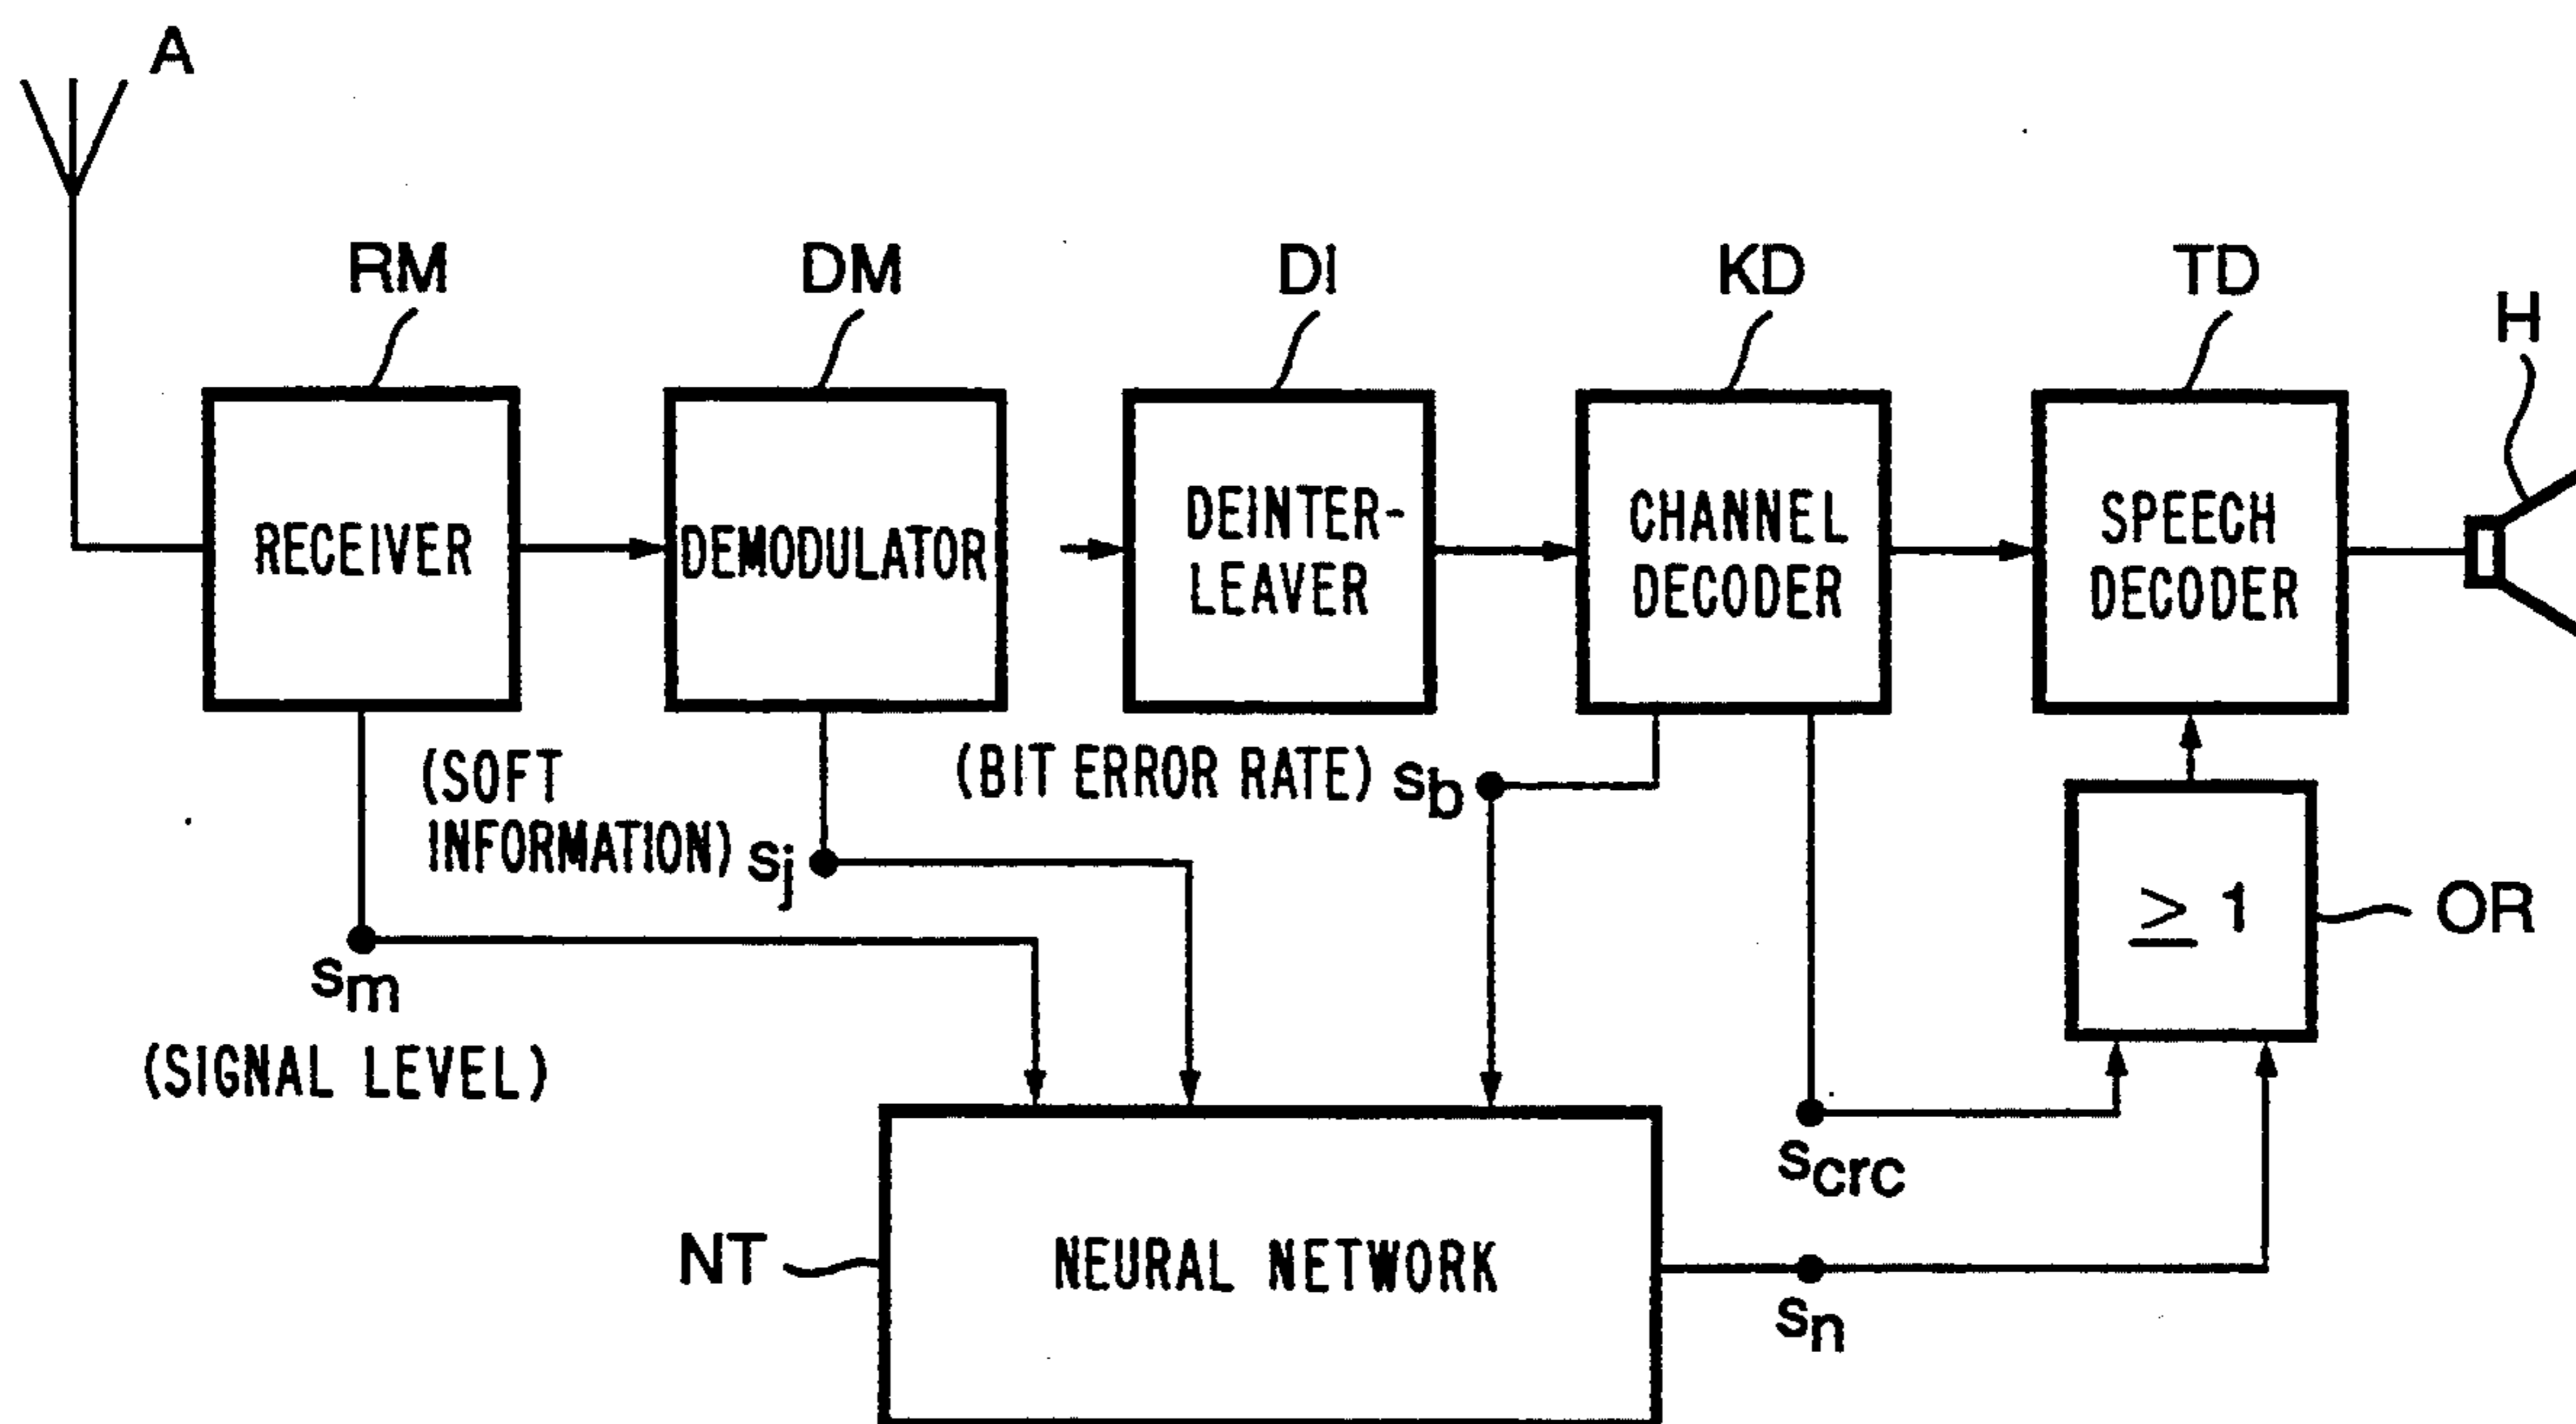 A
RM
DM
DI
KD
TD
H
RECEIVER
DEMODULATOR
DEINTER-
LEAVER
CHANNEL
DECODER
SPEECH
DECODER
(SOFT
INFORMATION) sj
(BIT ERROR RATE) sb
≥ 1
OR
sm
(SIGNAL LEVEL)
scrc
NT
NEURAL NETWORK
sn